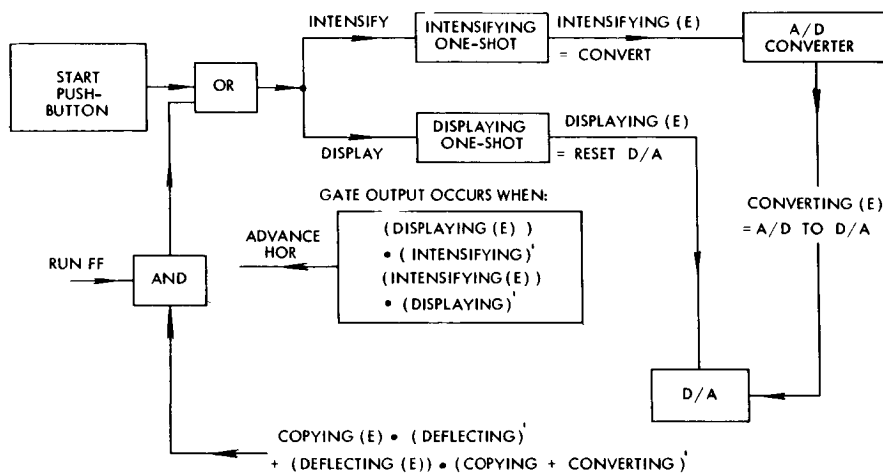 START
PUSH-
BUTTON
OR
INTENSIFY
INTENSIFYING
ONE-SHOT
INTENSIFYING (E)
= CONVERT
A/D
CONVERTER
DISPLAY
DISPLAYING
ONE-SHOT
DISPLAYING (E)
= RESET D/A
CONVERTING (E)
= A/D TO D/A
GATE OUTPUT OCCURS WHEN:
(DISPLAYING (E) )
• (INTENSIFYING)'
(INTENSIFYING(E))
• (DISPLAYING)'
ADVANCE
HOR
RUN FF
AND
D/A
COPYING (E) • (DEFLECTING)'
+ (DEFLECTING (E)) • (COPYING + CONVERTING)'